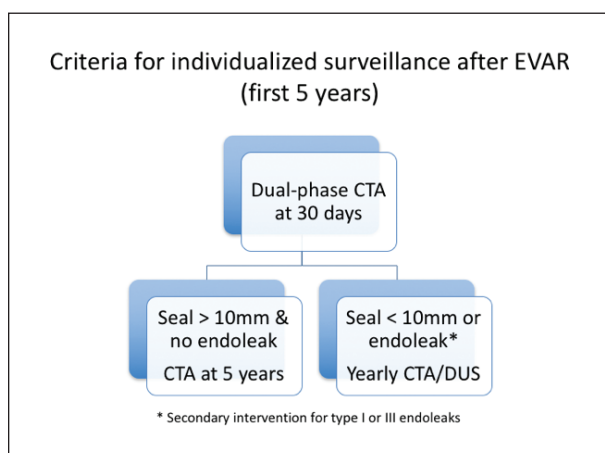 Criteria for individualized surveillance after EVAR
(first 5 years)
Dual-phase CTA
at 30 days
Seal > 10mm &
no endoleak
CTA at 5 years
Seal < 10mm or
endoleak*
Yearly CTA/DUS
* Secondary intervention for type I or III endoleaks